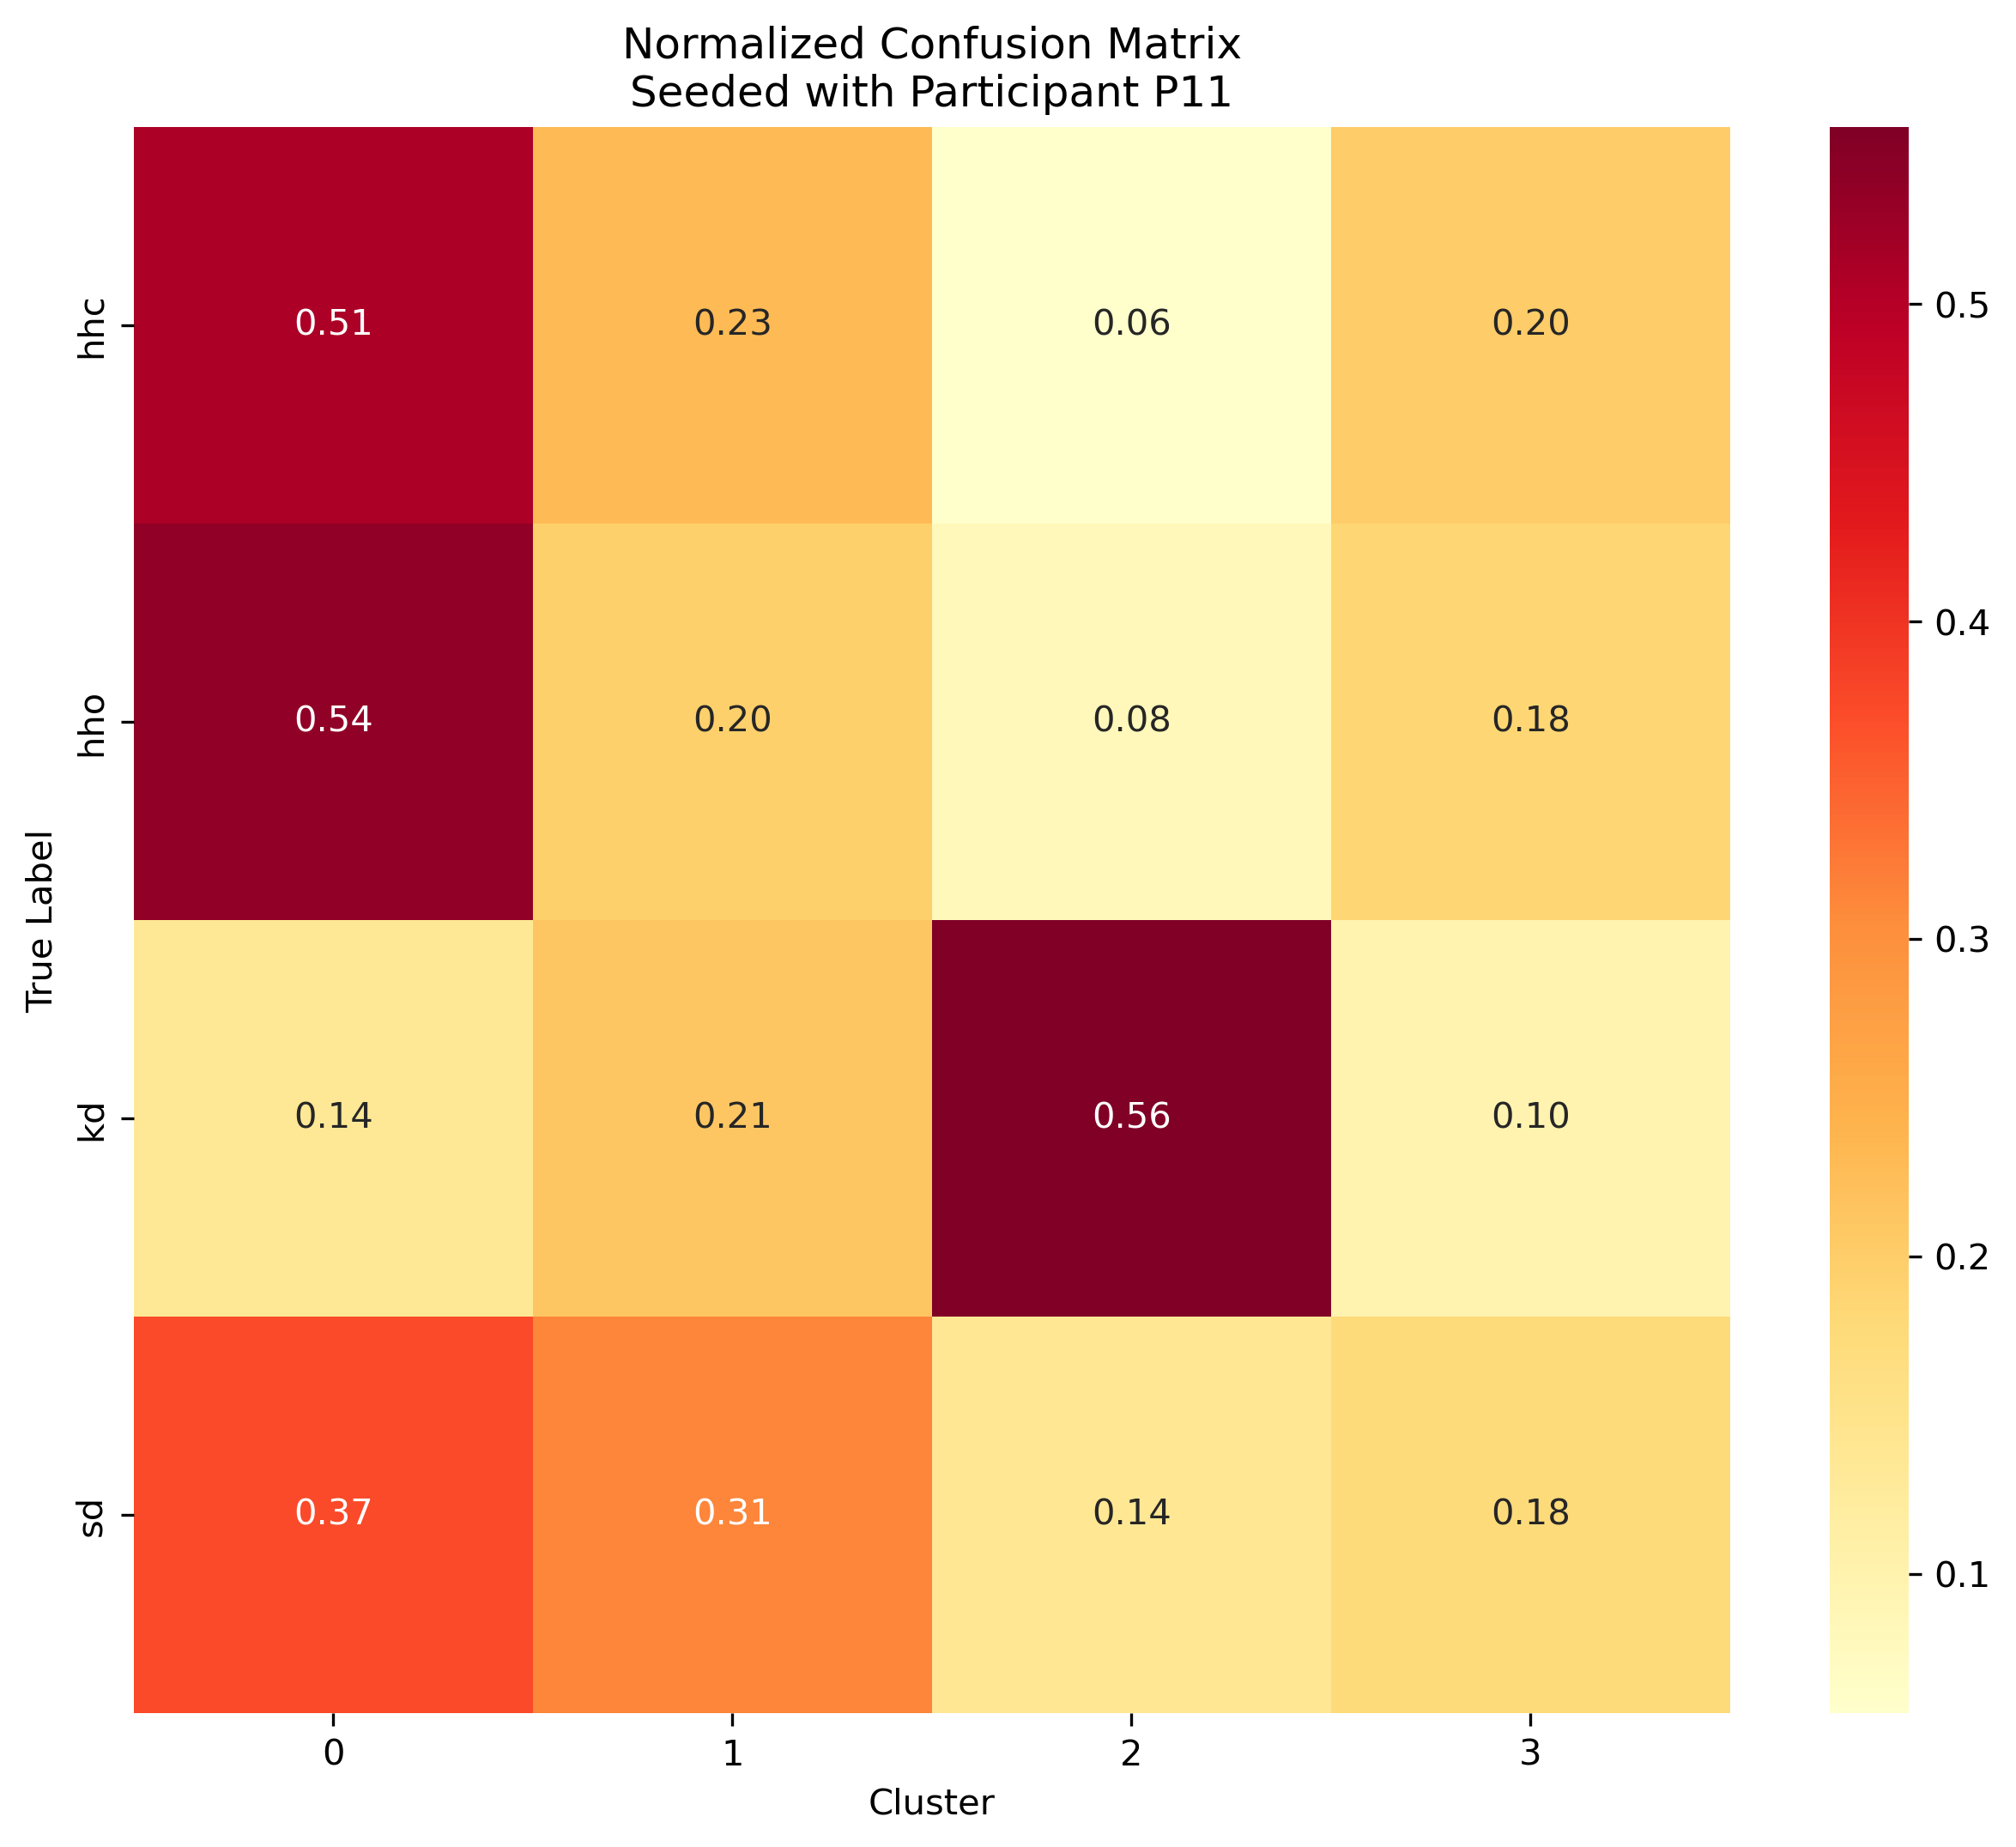 Normalized Confusion Matrix
Seeded with Participant P11
True Label
hhc
0.51 0.23 0.06 0.20
hho
0.54 0.20 0.08 0.18
kd
0.14 0.21 0.56 0.10
sd
0.37 0.31 0.14 0.18
0 1 2 3
Cluster
0.5
0.4
0.3
0.2
0.1